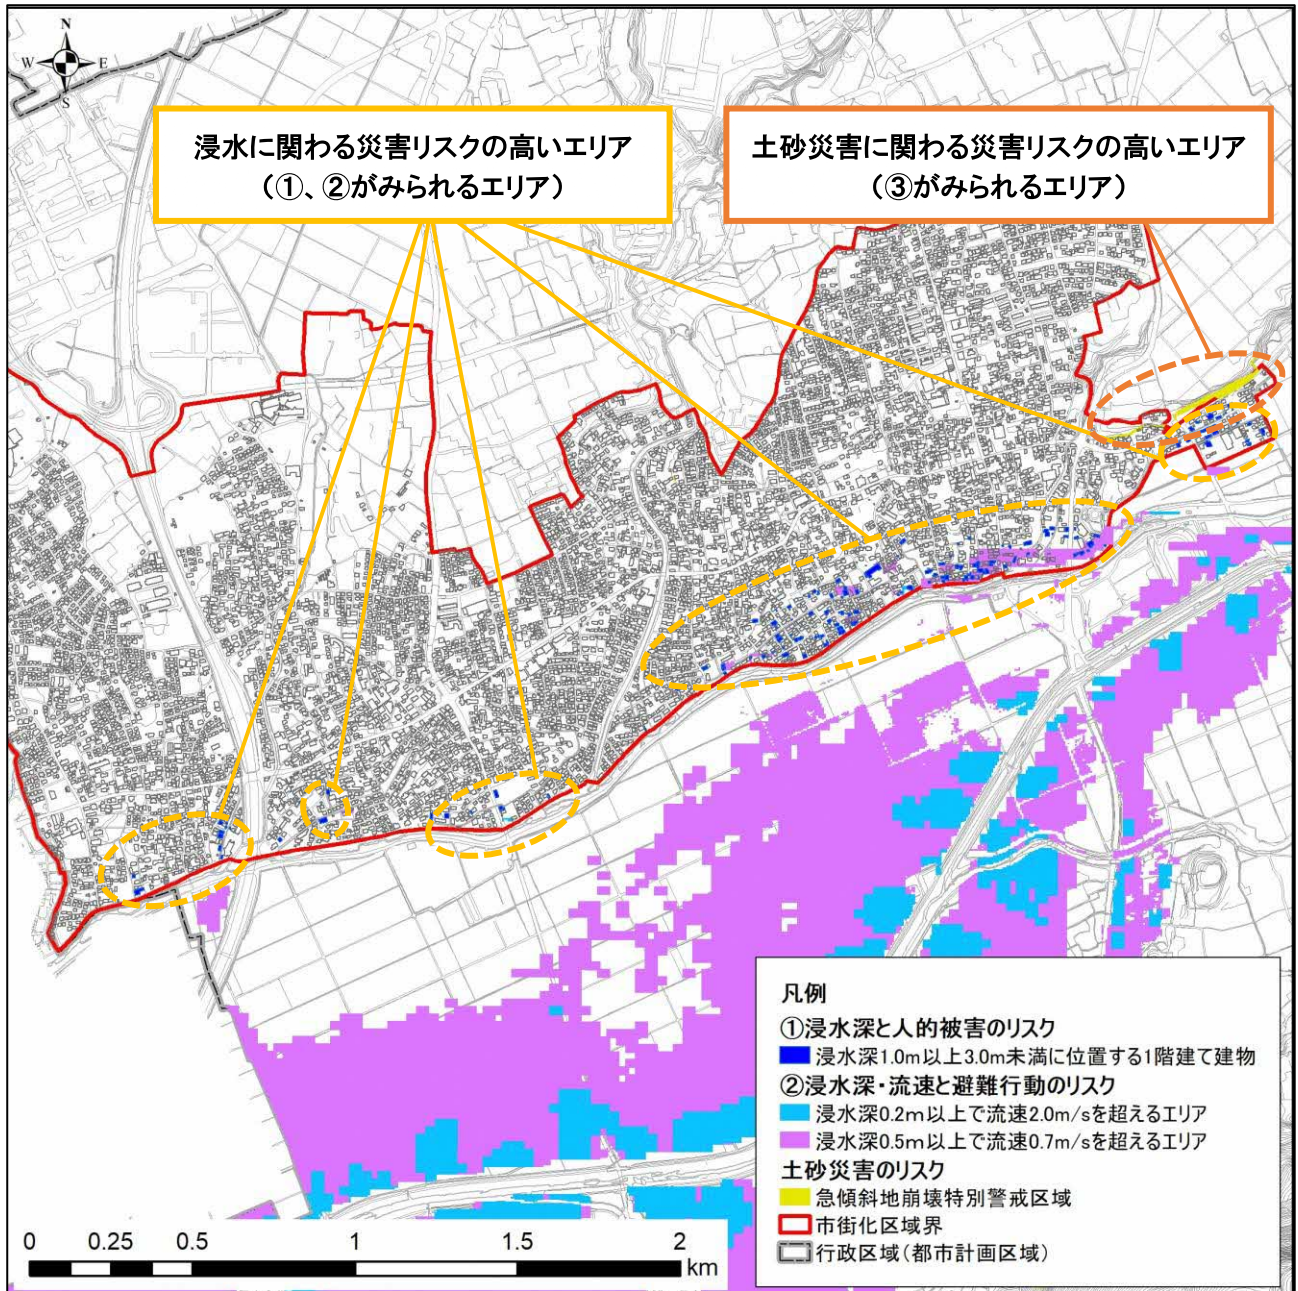 N
W
E
S
浸水に関わる災害リスクの高いエリア
（①、②がみられるエリア）
土砂災害に関わる災害リスクの高いエリア
（③がみられるエリア）
凡例
①浸水深と人的被害のリスク
浸水深1.0m以上3.0m未満に位置する1階建て建物
②浸水深・流速と避難行動のリスク
浸水深0.2m以上で流速2.0m/sを超えるエリア
浸水深0.5m以上で流速0.7m/sを超えるエリア
土砂災害のリスク
急傾斜地崩壊特別警戒区域
市街化区域界
行政区域(都市計画区域)
0 0.25 0.5 1 1.5 2
km